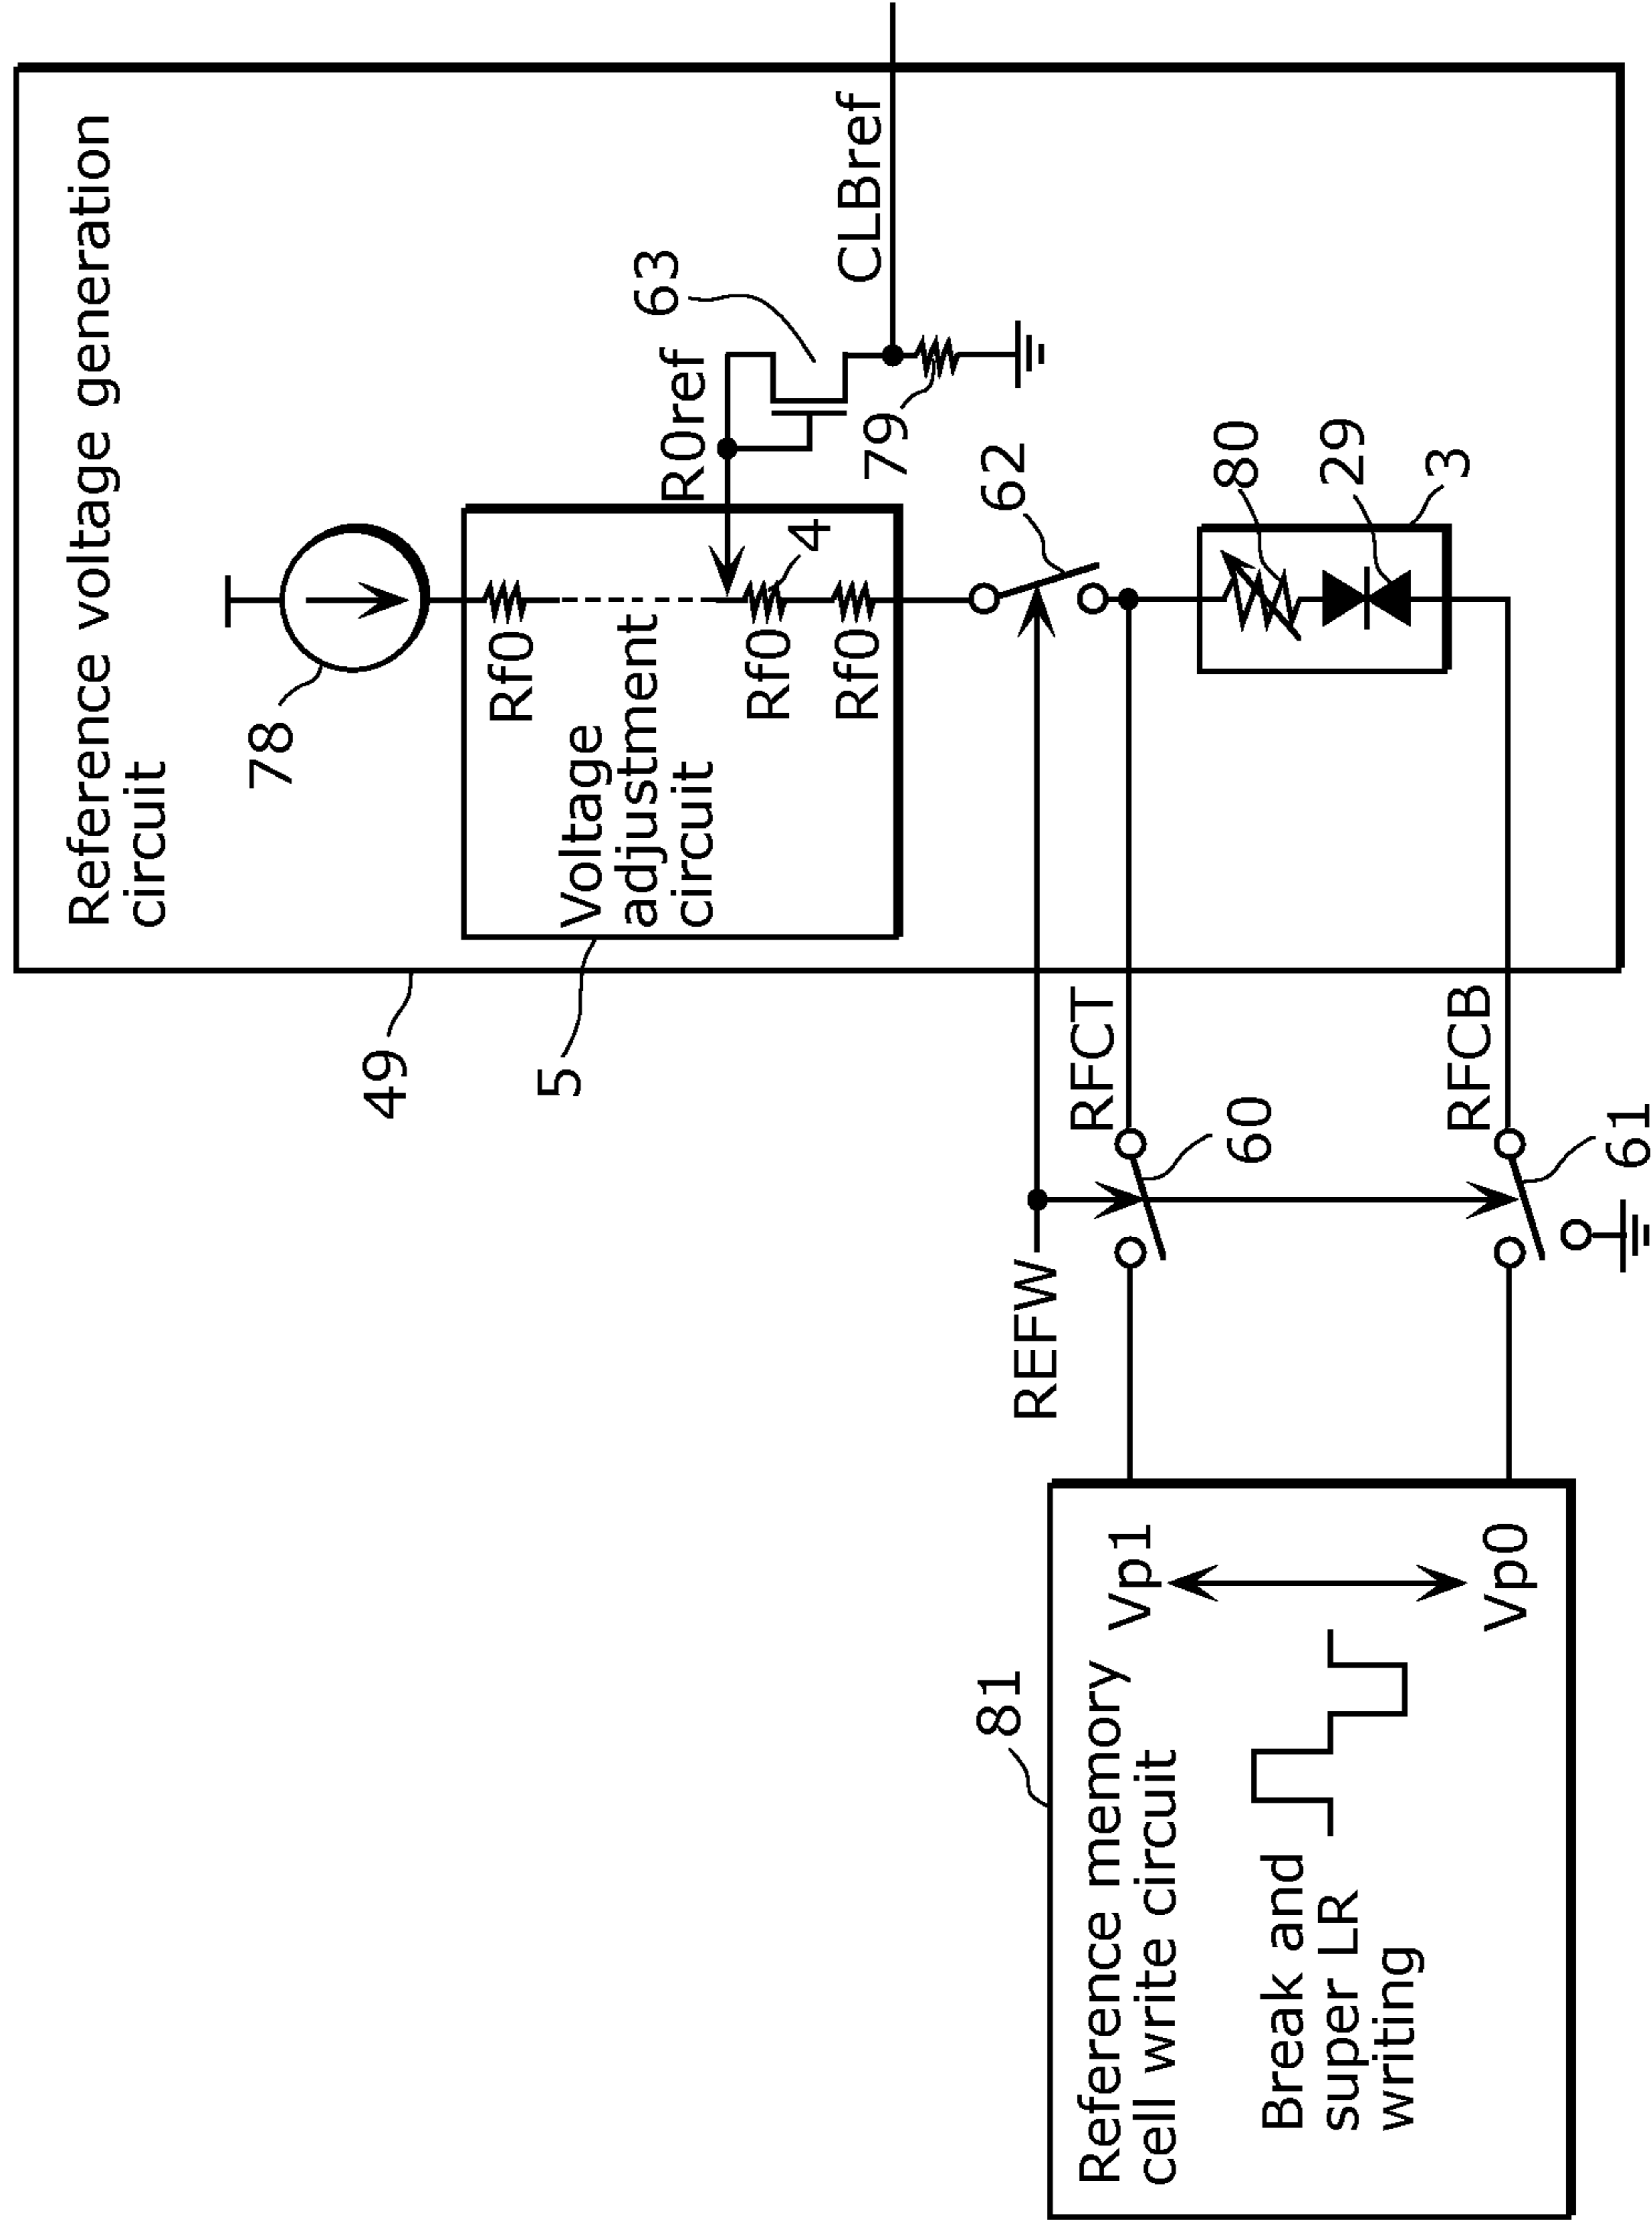 Reference voltage generation
circuit
78
Rf0
Voltage
adjustment
circuit
Rf0
4
Rf0
R0ref
63
CLBref
79
62
80
29
3
49
5
REFW
RFCT
RFCB
60
61
81
Reference memory
cell write circuit
Vp1
Vp0
Break and
super LR
writing